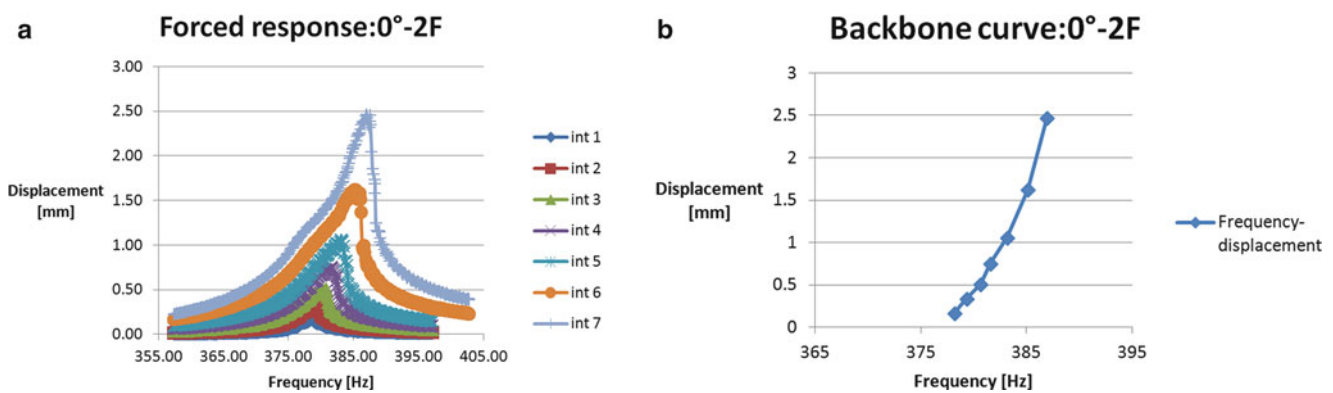 a
Forced response:0°-2F
3.00
2.50
2.00
1.50
1.00
0.50
0.00
Displacement
[mm]
355.00 365.00 375.00 385.00 395.00 405.00
Frequency [Hz]
int 1
int 2
int 3
int 4
int 5
int 6
int 7
b
Backbone curve:0°-2F
3
2.5
2
1.5
1
0.5
0
Displacement
[mm]
365 375 385 395
Frequency [Hz]
Frequency-
displacement